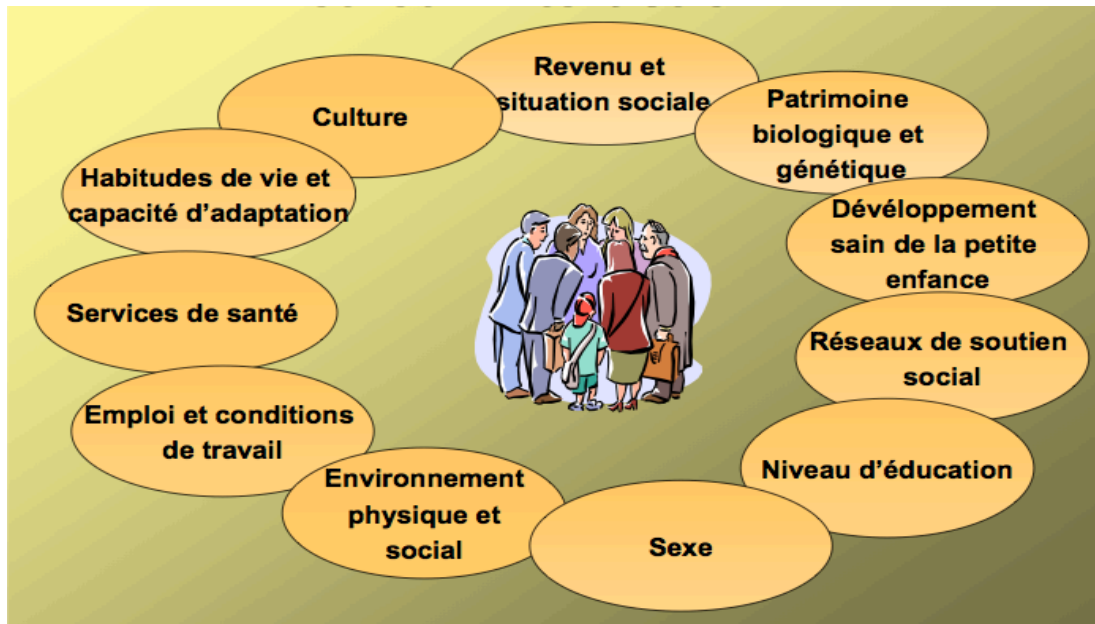 Revenu et
situation sociale
Patrimoine
biologique et
génétique
Dévéloppement
sain de la petite
enfance
Réseaux de soutien
social
Niveau d'éducation
Sexe
Environnement
physique et
social
Emploi et conditions
de travail
Services de santé
Habitudes de vie et
capacité d'adaptation
Culture